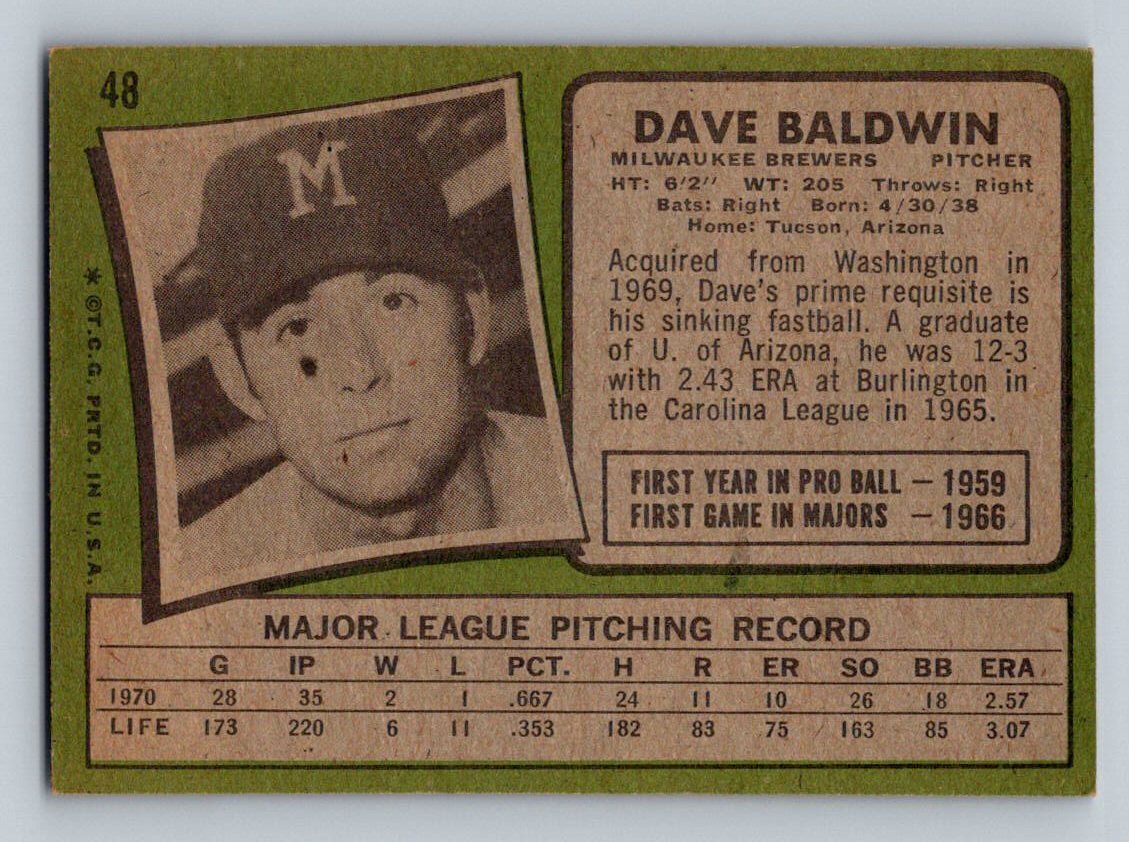 48
M
* ©T.C.G. PRTD. IN U.S.A.
DAVE BALDWIN
MILWAUKEE BREWERS PITCHER
HT: 6'2" WT: 205 Throws: Right
Bats: Right Born: 4/30/38
Home: Tucson, Arizona
Acquired from Washington in
1969, Dave's prime requisite is
his sinking fastball. A graduate
of U. of Arizona, he was 12-3
with 2.43 ERA at Burlington in
the Carolina League in 1965.
FIRST YEAR IN PRO BALL – 1959
FIRST GAME IN MAJORS – 1966
MAJOR LEAGUE PITCHING RECORD
G IP W L PCT. H R ER SO BB ERA
1970 28 35 2 1 .667 24 11 10 26 18 2.57
LIFE 173 220 6 11 .353 182 83 75 163 85 3.07